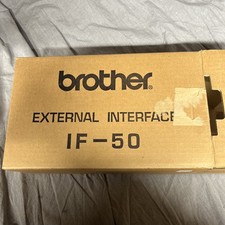 brother®
EXTERNAL INTERFACE
IF-50